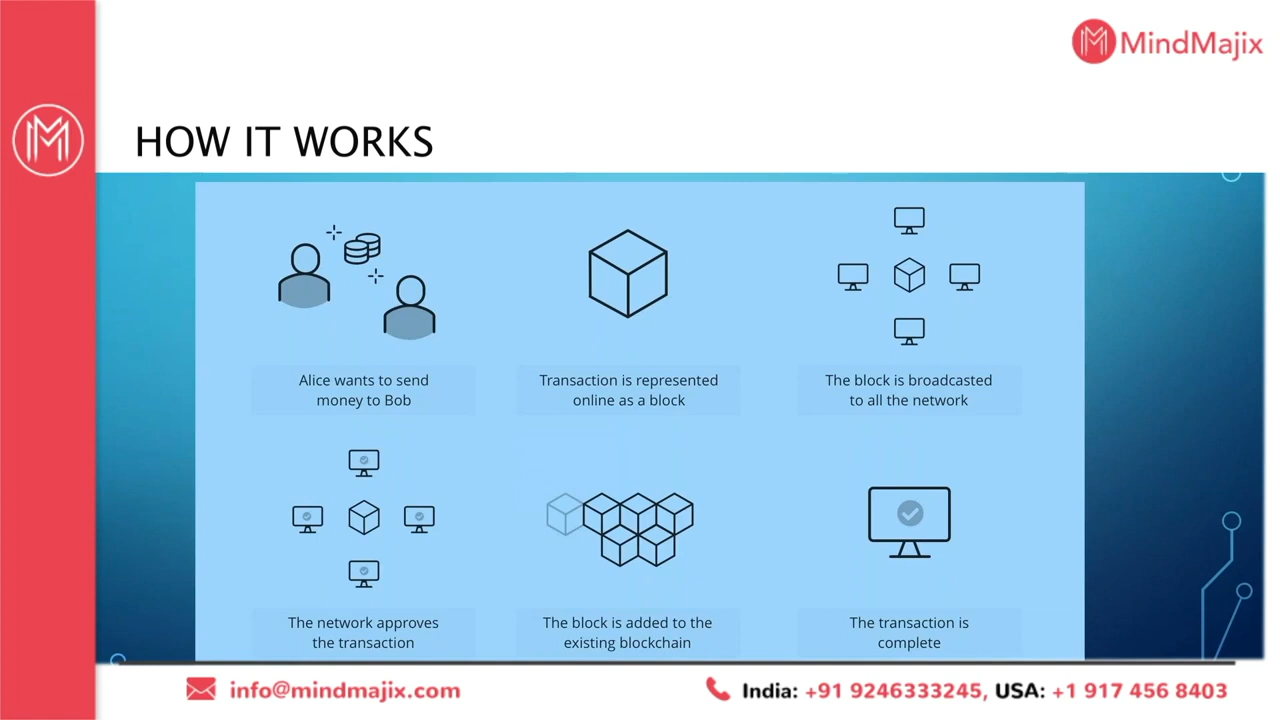 MindMajix
HOW IT WORKS
Alice wants to send
money to Bob
Transaction is represented
online as a block
The block is broadcasted
to all the network
The network approves
the transaction
The block is added to the
existing blockchain
The transaction is
complete
info@mindmajix.com
India: +91 9246333245, USA: +1 917 456 8403